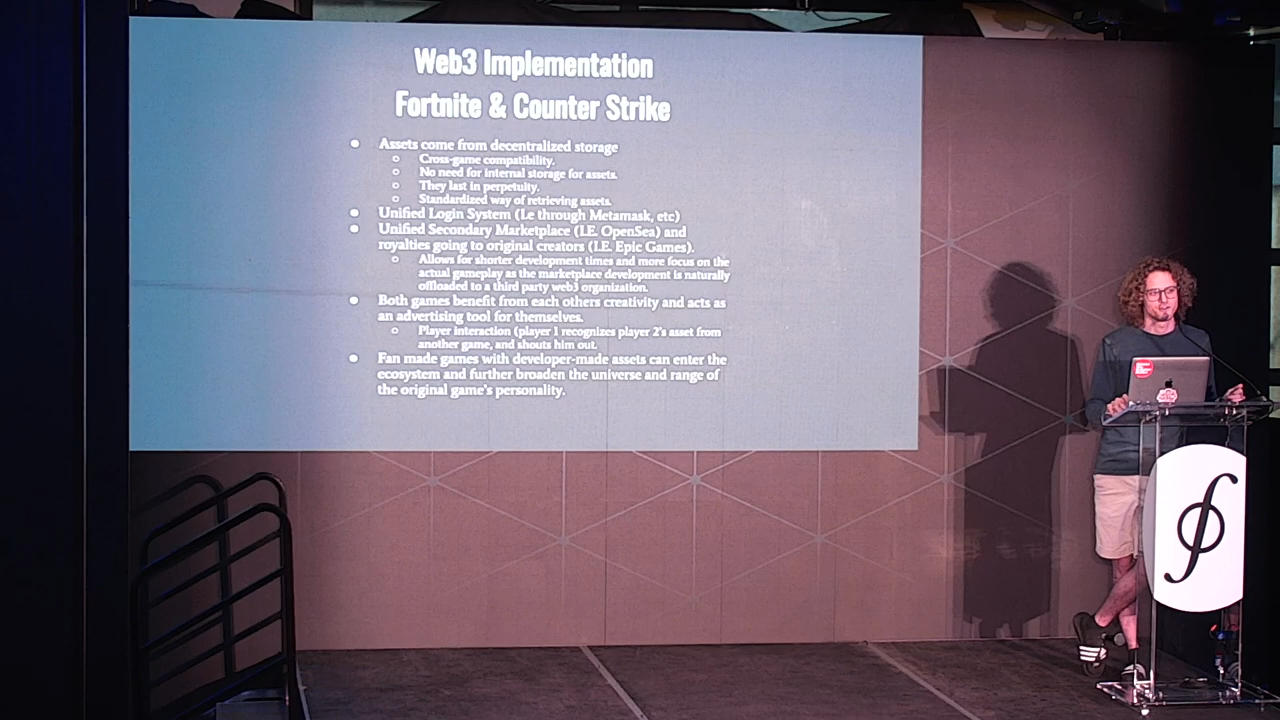 Web3 Implementation
Fortnite & Counter Strike
● Assets come from decentralized storage
○ Cross-game compatibility.
○ No need for internal storage for assets.
○ They last in perpetuity.
○ Standardized way of retrieving assets.
● Unified Login System (I.e through Metamask, etc)
● Unified Secondary Marketplace (I.E. OpenSea) and
royalties going to original creators (I.E. Epic Games).
○ Allows for shorter development times and more focus on the
actual gameplay as the marketplace development is naturally
offloaded to a third party web3 organization.
● Both games benefit from each others creativity and acts as
an advertising tool for themselves.
○ Player interaction (player 1 recognizes player 2's asset from
another game, and shouts him out.
● Fan made games with developer-made assets can enter the
ecosystem and further broaden the universe and range of
the original game's personality.